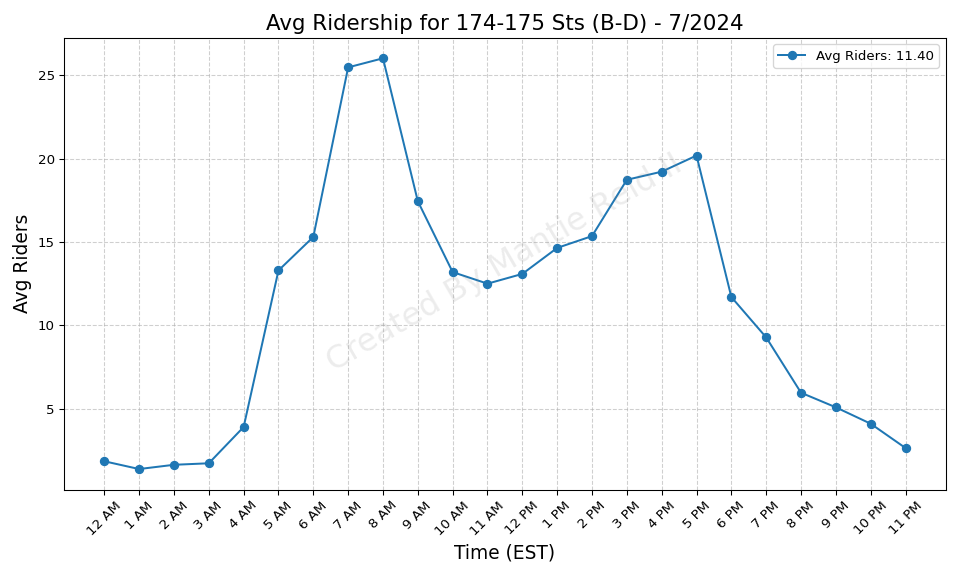 Avg Ridership for 174-175 Sts (B-D) - 7/2024
Avg Riders: 11.40
Avg Riders
25
20
15
10
5
12 AM
1 AM
2 AM
3 AM
4 AM
5 AM
6 AM
7 AM
8 AM
9 AM
10 AM
11 AM
12 PM
1 PM
2 PM
3 PM
4 PM
5 PM
6 PM
7 PM
8 PM
9 PM
10 PM
11 PM
Time (EST)
Created By Mantie Reid